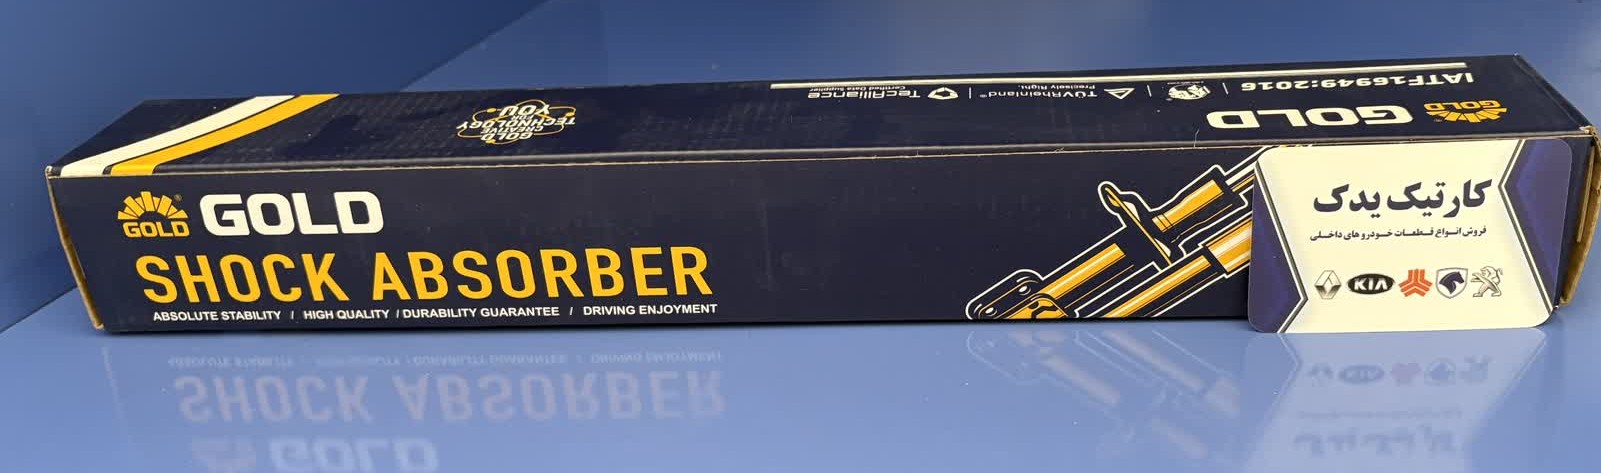 GOLD
CREATIVE
FOR
TECHNOLOGY
YOU
TecAlliance
Certified Data Supplier
TÜVRheinland®
Precisely Right.
IATF16949:2016
GOLD
GOLD
GOLD
GOLD
SHOCK ABSORBER
ABSOLUTE STABILITY / HIGH QUALITY / DURABILITY GUARANTEE / DRIVING ENJOYMENT
کارتیک یدک
فروش انواع قطعات خودروهای داخلی
KIA